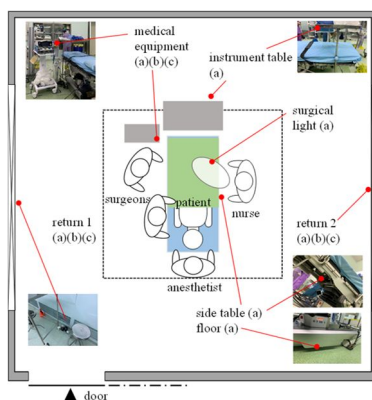 medical
equipment
(a)(b)(c)
instrument table
(a)
surgical
light (a)
surgeons
patient
nurse
return 1
(a)(b)(c)
return 2
(a)(b)(c)
anesthetist
side table (a)
floor (a)
door